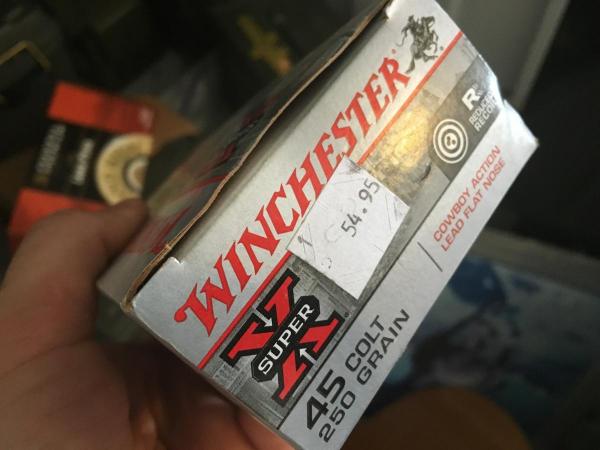 WINCHESTER
54.95
SUPER
X
45 COLT
250 GRAIN
COWBOY ACTION
LEAD FLAT NOSE
R
REDUCED
RECOIL